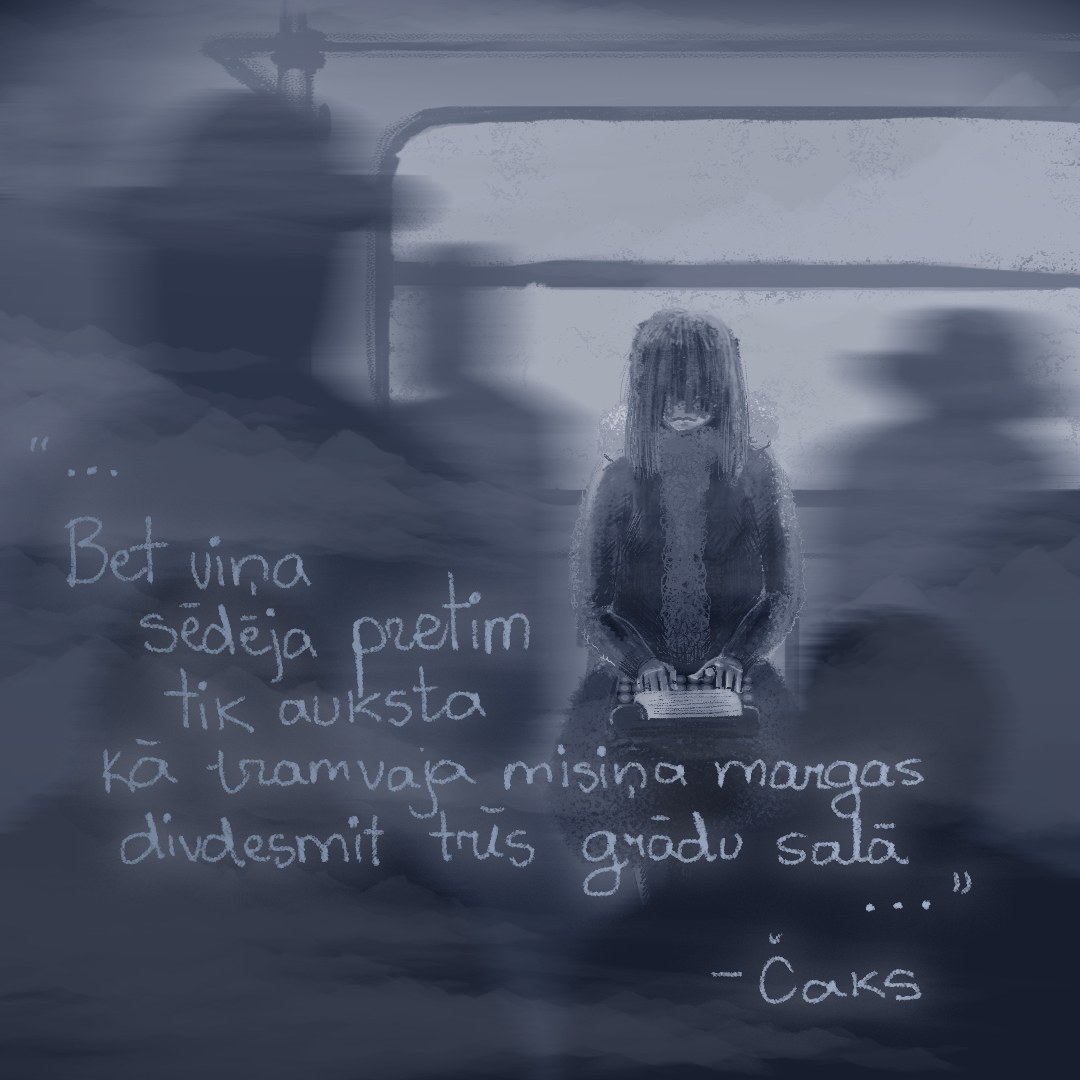 “ ...
Bet viņa
sēdēja pretim
tik auksta
kā tramvaja misiņa margas
divdesmit trīs grādu salā
... ”
– Čaks